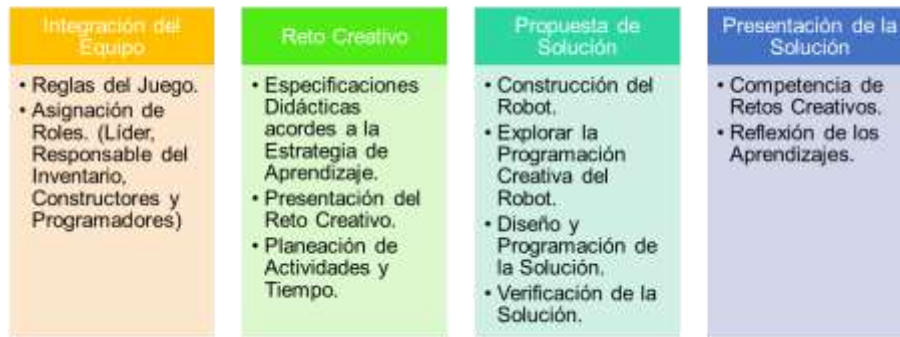 Integración del
Equipo
• Reglas del Juego.
• Asignación de
Roles. (Líder,
Responsable del
Inventario,
Constructores y
Programadores)
Reto Creativo
• Especificaciones
Didácticas
acordes a la
Estrategia de
Aprendizaje.
• Presentación del
Reto Creativo.
• Planeación de
Actividades y
Tiempo.
Propuesta de
Solución
• Construcción del
Robot.
• Explorar la
Programación
Creativa del
Robot.
• Diseño y
Programación de
la Solución.
• Verificación de la
Solución.
Presentación de la
Solución
• Competencia de
Retos Creativos.
• Reflexión de los
Aprendizajes.